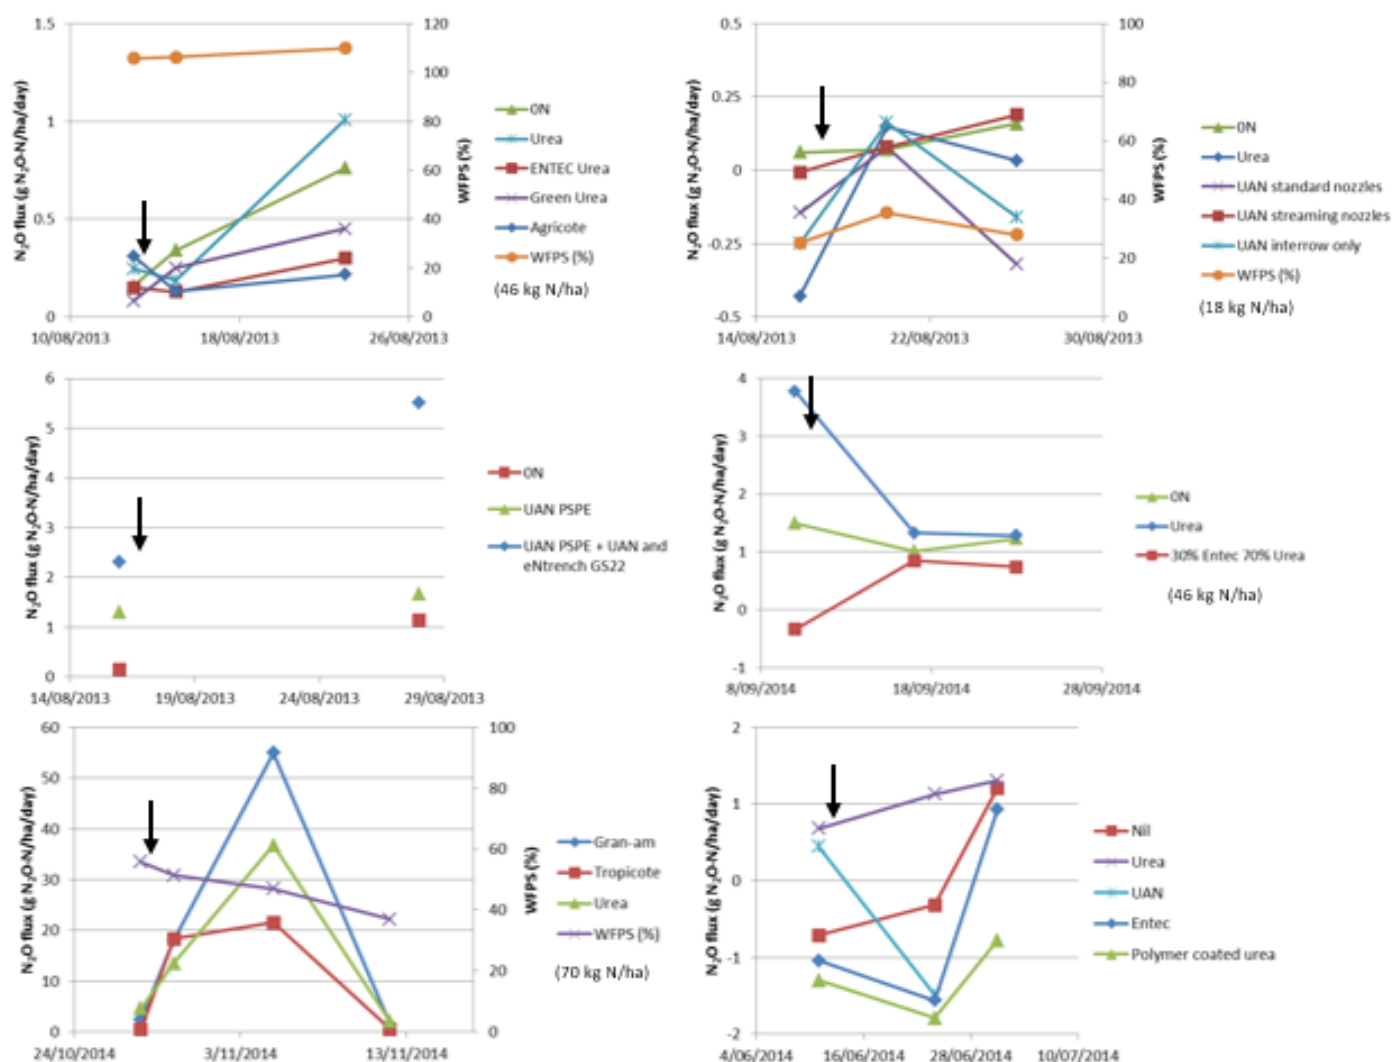 N₂O flux (g N₂O-N/ha/day)
1.5
1
0.5
0
120
100
80
60
40
20
0
WFPS (%)
10/08/2013
18/08/2013
26/08/2013
0N
Urea
ENTEC Urea
Green Urea
Agricote
WFPS (%)
(46 kg N/ha)
N₂O flux (g N₂O-N/ha/day)
0.5
0.25
0
-0.25
-0.5
100
80
60
40
20
0
WFPS (%)
14/08/2013
22/08/2013
30/08/2013
0N
Urea
UAN standard nozzles
UAN streaming nozzles
UAN interrow only
WFPS (%)
(18 kg N/ha)
N₂O flux (g N₂O-N/ha/day)
6
5
4
3
2
1
0
14/08/2013
19/08/2013
24/08/2013
29/08/2013
0N
UAN PSPE
UAN PSPE + UAN and
eNtrench GS22
N₂O flux (g N₂O-N/ha/day)
4
3
2
1
0
-1
8/09/2014
18/09/2014
28/09/2014
0N
Urea
30% Entec 70% Urea
(46 kg N/ha)
N₂O flux (g N₂O-N/ha/day)
60
50
40
30
20
10
0
100
80
60
40
20
0
WFPS (%)
24/10/2014
3/11/2014
13/11/2014
Gran-am
Tropicote
Urea
WFPS (%)
(70 kg N/ha)
N₂O flux (g N₂O-N/ha/day)
2
1
0
-1
-2
4/06/2014
16/06/2014
28/06/2014
10/07/2014
Nil
Urea
UAN
Entec
Polymer coated urea